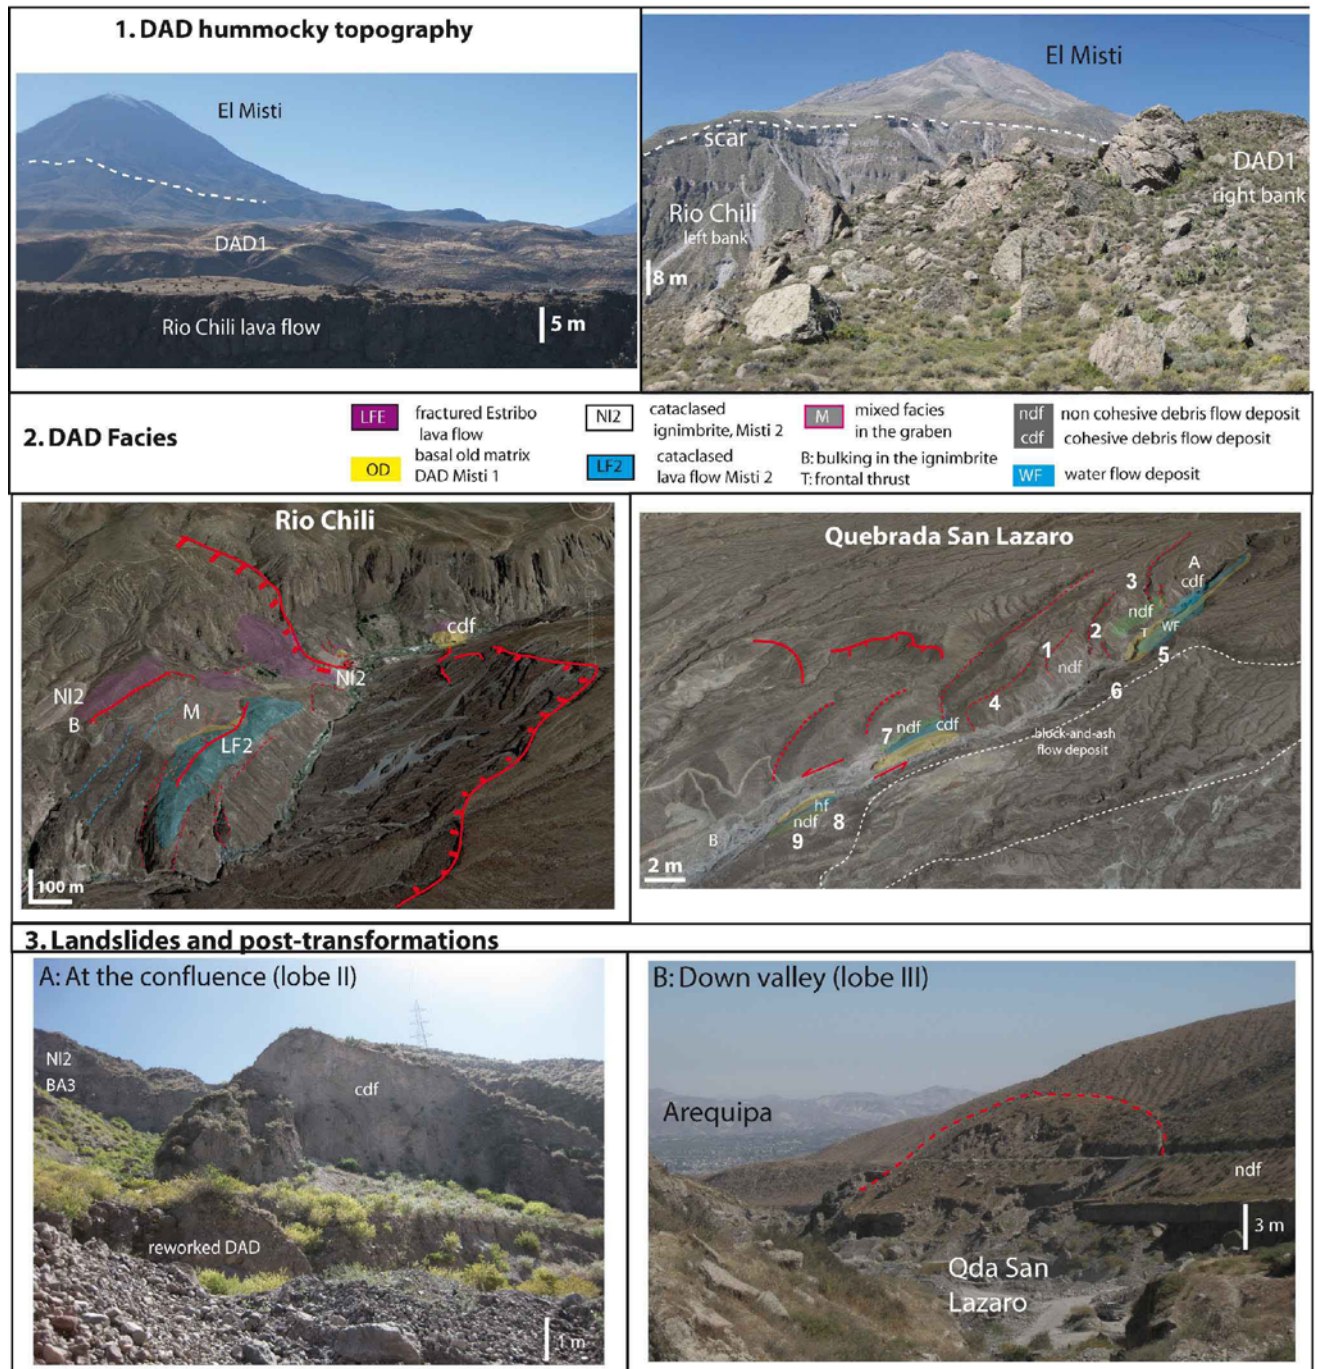 1. DAD hummocky topography
El Misti
DAD1
Rio Chili lava flow
5 m
El Misti
scar
DAD1
right bank
Rio Chili
left bank
8 m
2. DAD Facies
LFE
fractured Estribo
lava flow
OD
basal old matrix
DAD Misti 1
NI2
cataclased
ignimbrite, Misti 2
LF2
cataclased
lava flow Misti 2
M
mixed facies
in the graben
B: bulking in the ignimbrite
T: frontal thrust
ndf
non cohesive debris flow deposit
cdf
cohesive debris flow deposit
WF
water flow deposit
Rio Chili
cdf
NI2
NI2
B
M
LF2
100 m
Quebrada San Lazaro
A
cdf
3
ndf
T
WF
2
1
5
ndf
6
4
block-and-ash
flow deposit
ndf
cdf
7
hf
ndf
8
9
B
2 m
3. Landslides and post-transformations
A: At the confluence (lobe II)
NI2
BA3
cdf
reworked DAD
1 m
B: Down valley (lobe III)
Arequipa
ndf
3 m
Qda San
Lazaro